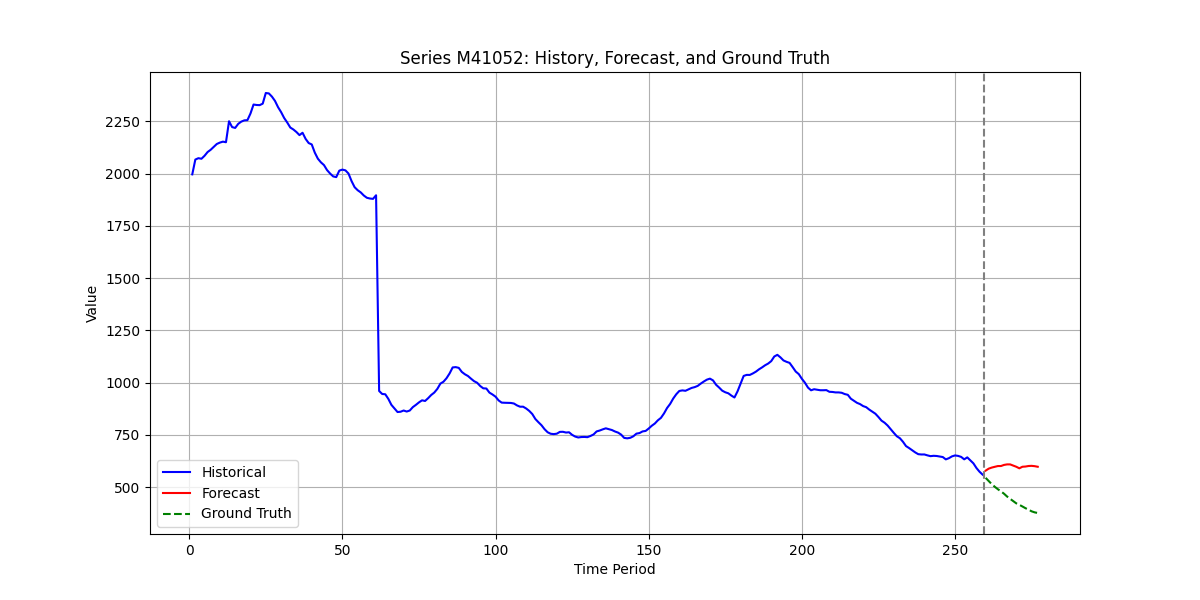 Series M41052: History, Forecast, and Ground Truth
Value
2250
2000
1750
1500
1250
1000
750
500
Historical
Forecast
Ground Truth
0
50
100
150
200
250
Time Period